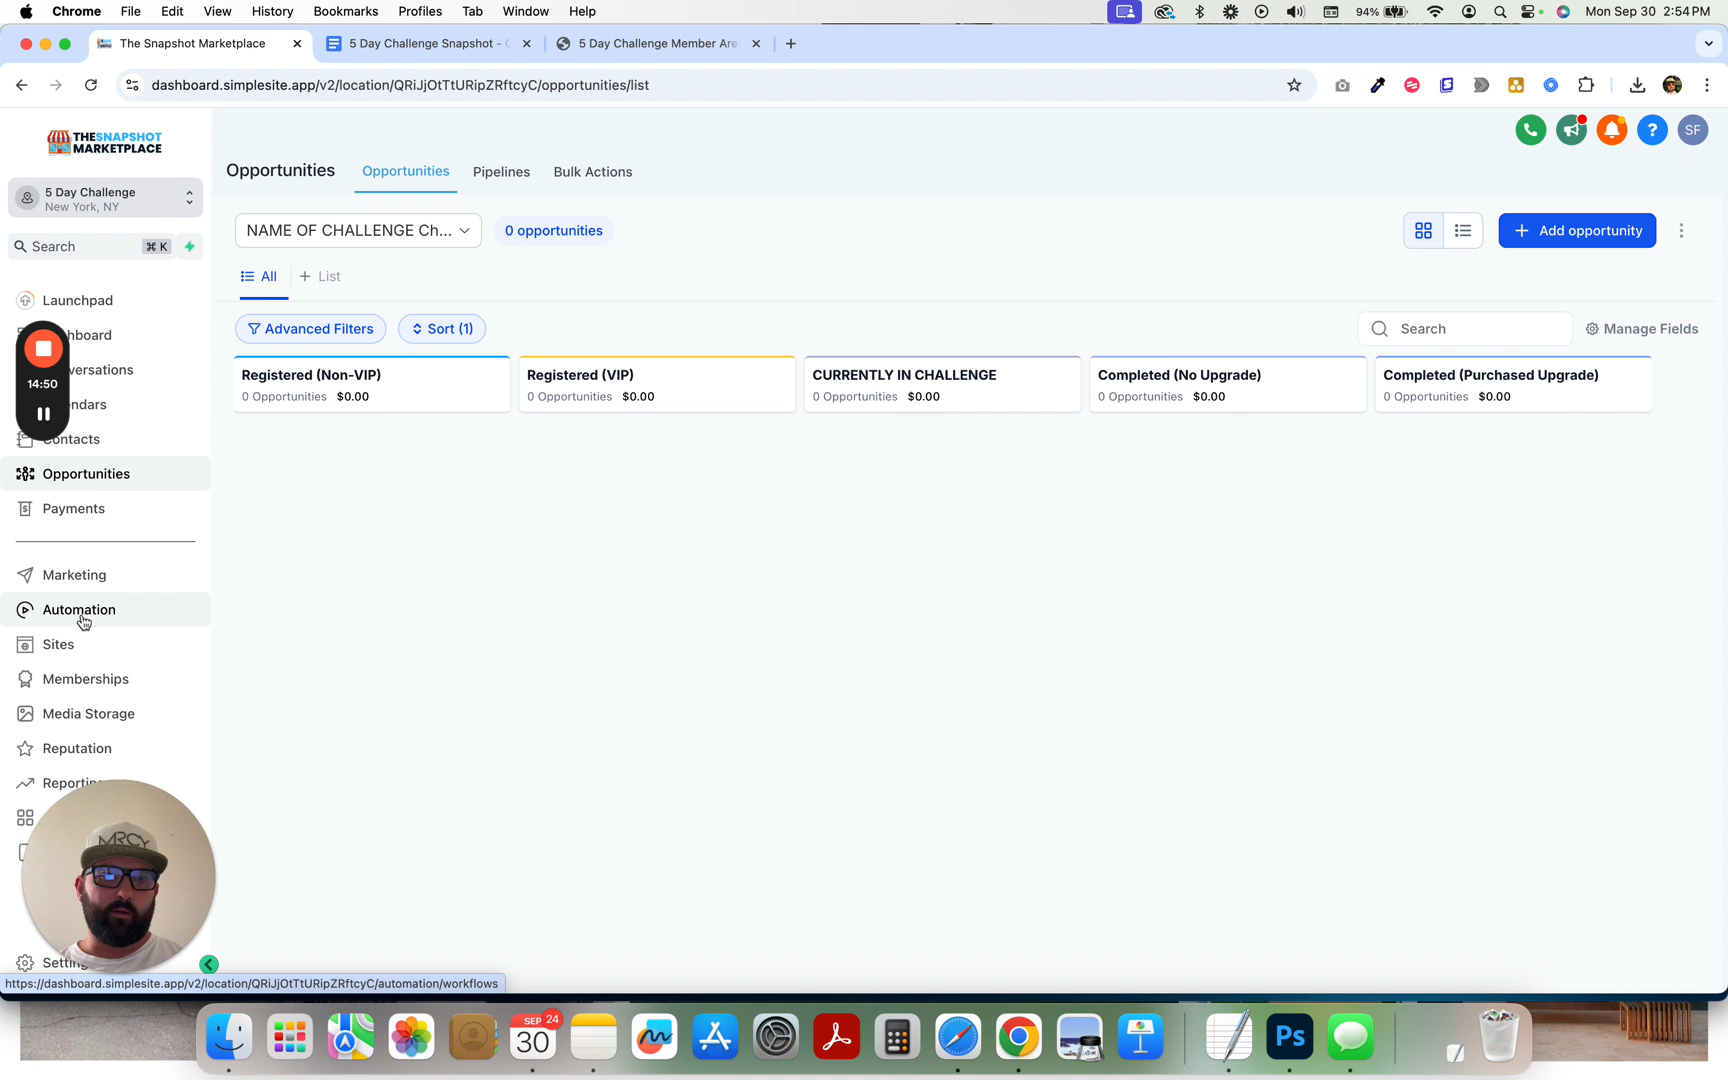 Chrome File Edit View History Bookmarks Profiles Tab Window Help 94% Mon Sep 30 2:54 PM
The Snapshot Marketplace 5 Day Challenge Snapshot - 5 Day Challenge Member Are
dashboard.simplesite.app/v2/location/QRiJjOtTtURipZRftcyC/opportunities/list
THESNAPSHOT
MARKETPLACE
SF
Opportunities Opportunities Pipelines Bulk Actions
5 Day Challenge
New York, NY
NAME OF CHALLENGE Ch... 0 opportunities Add opportunity
Search ⌘ K
All + List
Launchpad
Advanced Filters Sort (1) Search Manage Fields
hboard
14:50
versations
endars
Contacts
Opportunities
Payments
Registered (Non-VIP)
0 Opportunities $0.00
Registered (VIP)
0 Opportunities $0.00
CURRENTLY IN CHALLENGE
0 Opportunities $0.00
Completed (No Upgrade)
0 Opportunities $0.00
Completed (Purchased Upgrade)
0 Opportunities $0.00
Marketing
Automation
Sites
Memberships
Media Storage
Reputation
Reportin
MRCY
Setting
https://dashboard.simplesite.app/v2/location/QRiJjOtTtURipZRftcyC/automation/workflows
SEP 24
30
Ps